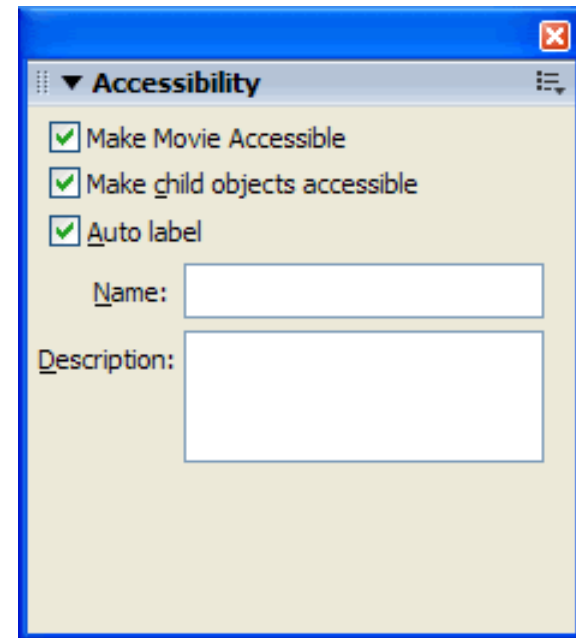 Accessibility
Make Movie Accessible
Make child objects accessible
Auto label
Name:
Description: